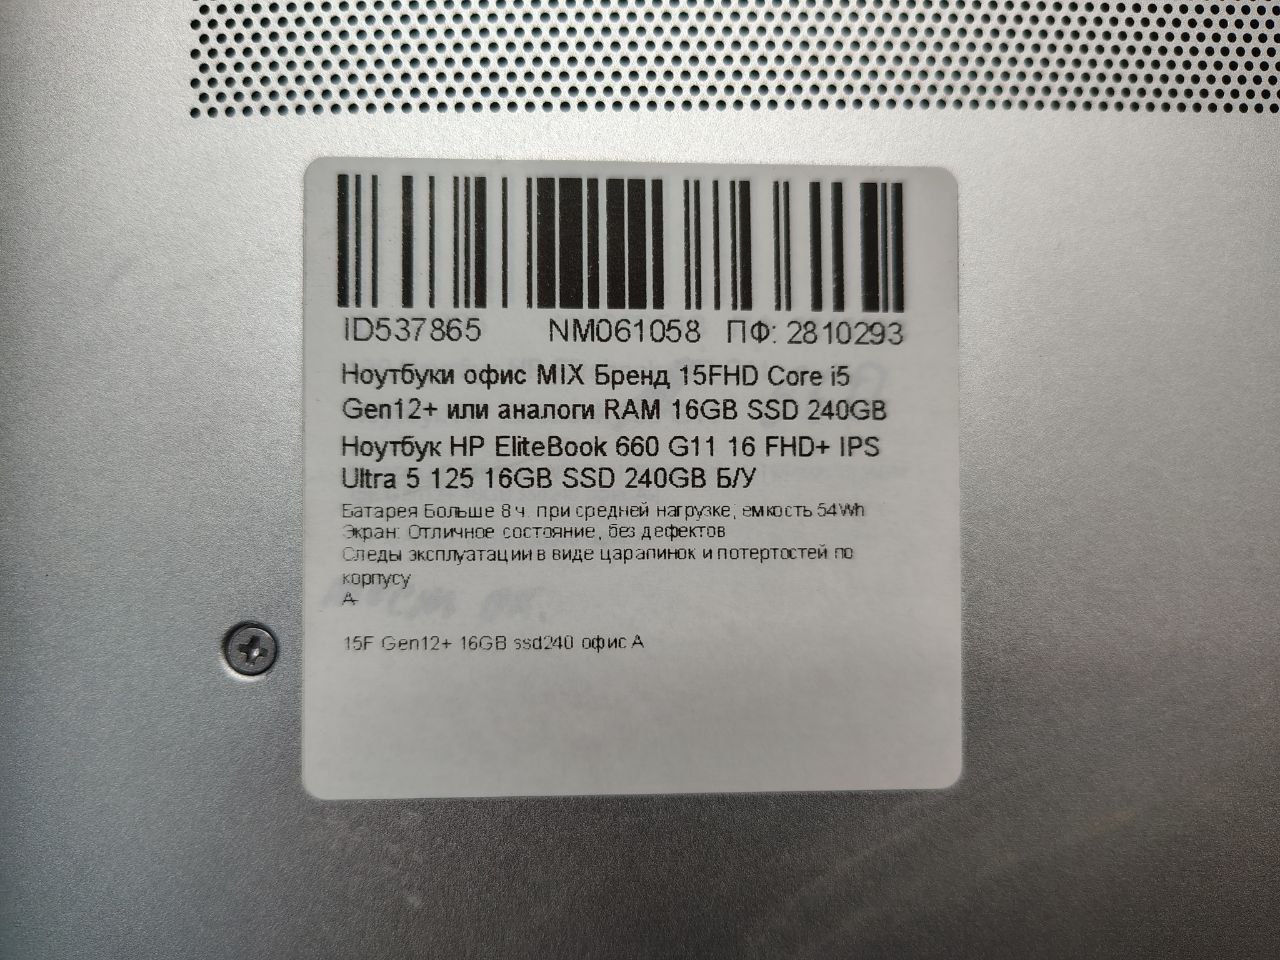 ID537865 NM061058 ПФ: 2810293
Ноутбуки офис MIX Бренд 15FHD Core i5
Gen12+ или аналоги RAM 16GB SSD 240GB
Ноутбук HP EliteBook 660 G11 16 FHD+ IPS
Ultra 5 125 16GB SSD 240GB Б/У
Батарея Больше 8 ч. при средней нагрузке, емкость 54Wh
Экран: Отличное состояние, без дефектов
Следы эксплуатации в виде царапинок и потертостей по
корпусу
A-
15F Gen12+ 16GB ssd240 офис A